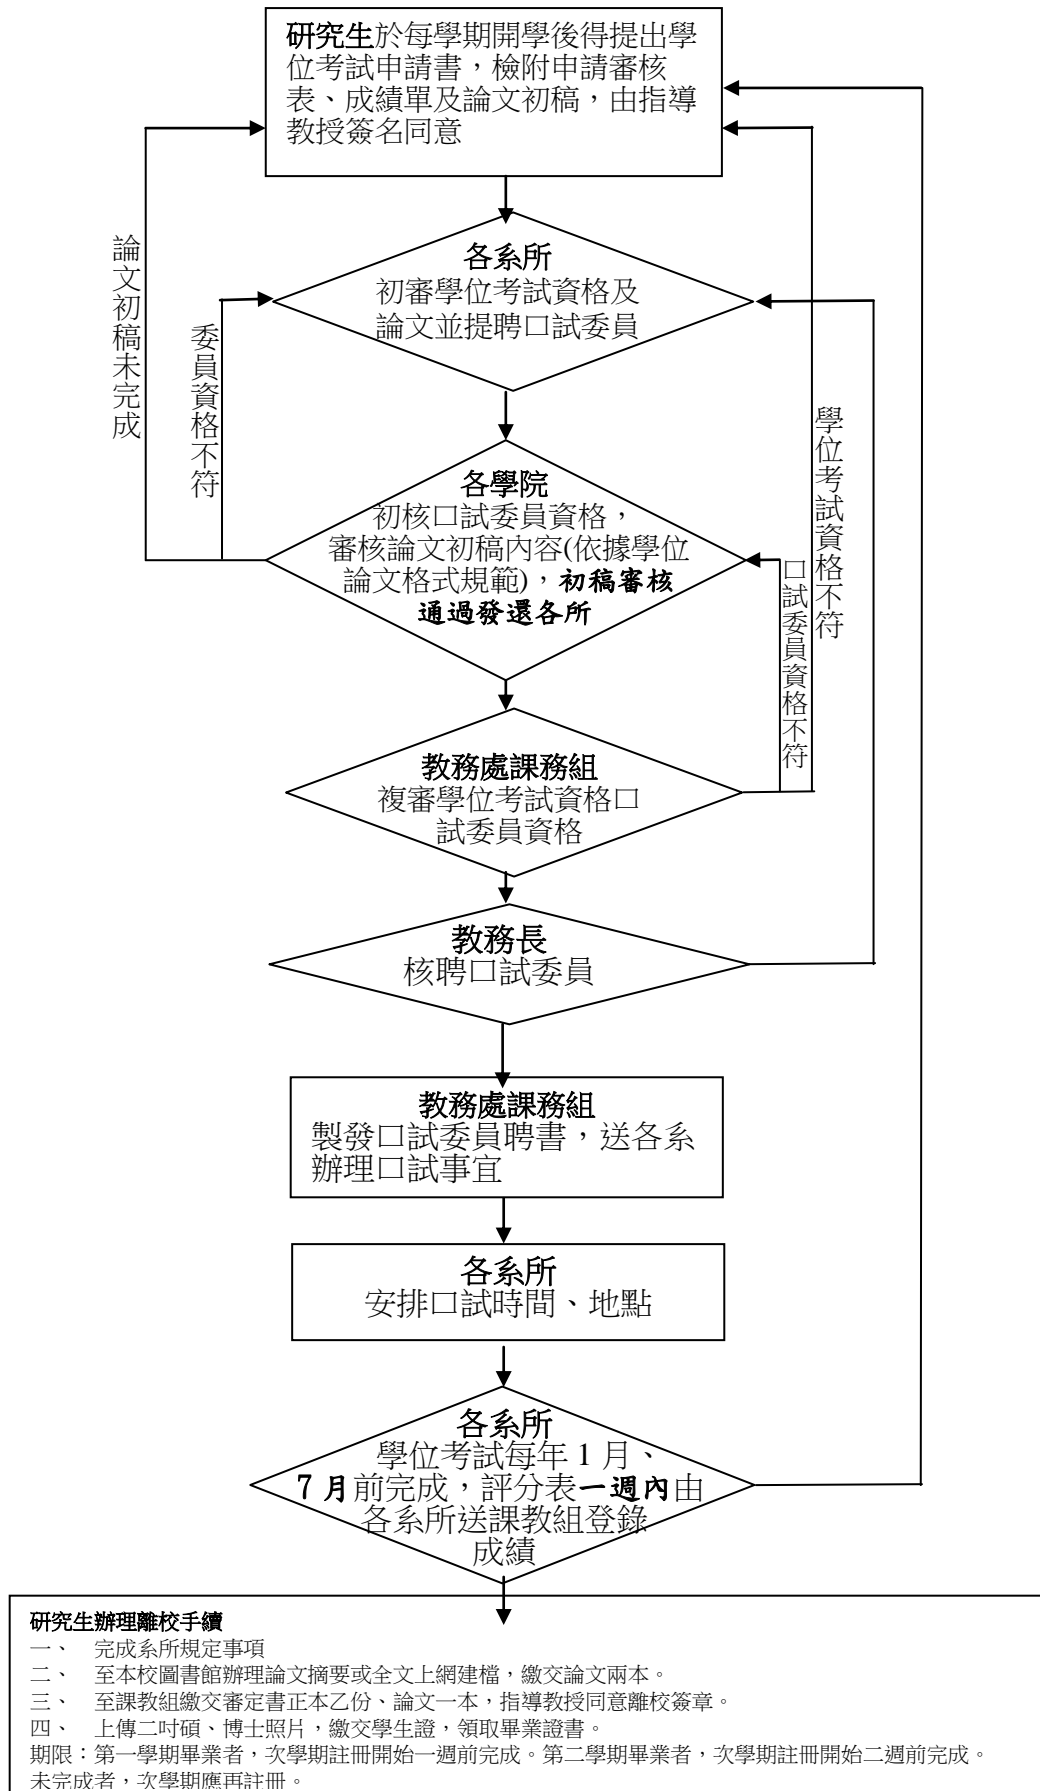 研究生於每學期開學後得提出學
位考試申請書，檢附申請審核
表、成績單及論文初稿，由指導
教授簽名同意
各系所
初審學位考試資格及
論文並提聘口試委員
論文初稿未完成
委員資格不符
各學院
初核口試委員資格，
審核論文初稿內容(依據學位
論文格式規範)，初稿審核
通過發還各所
學位考試資格不符
口試委員資格不符
教務處課務組
複審學位考試資格口
試委員資格
教務長
核聘口試委員
教務處課務組
製發口試委員聘書，送各系
辦理口試事宜
各系所
安排口試時間、地點
各系所
學位考試每年 1 月、
7 月前完成，評分表一週內由
各系所送課教組登錄
成績
研究生辦理離校手續
一、 完成系所規定事項
二、 至本校圖書館辦理論文摘要或全文上網建檔，繳交論文兩本。
三、 至課教組繳交審定書正本乙份、論文一本，指導教授同意離校簽章。
四、 上傳二吋碩、博士照片，繳交學生證，領取畢業證書。
期限：第一學期畢業者，次學期註冊開始一週前完成。第二學期畢業者，次學期註冊開始二週前完成。
未完成者，次學期應再註冊。